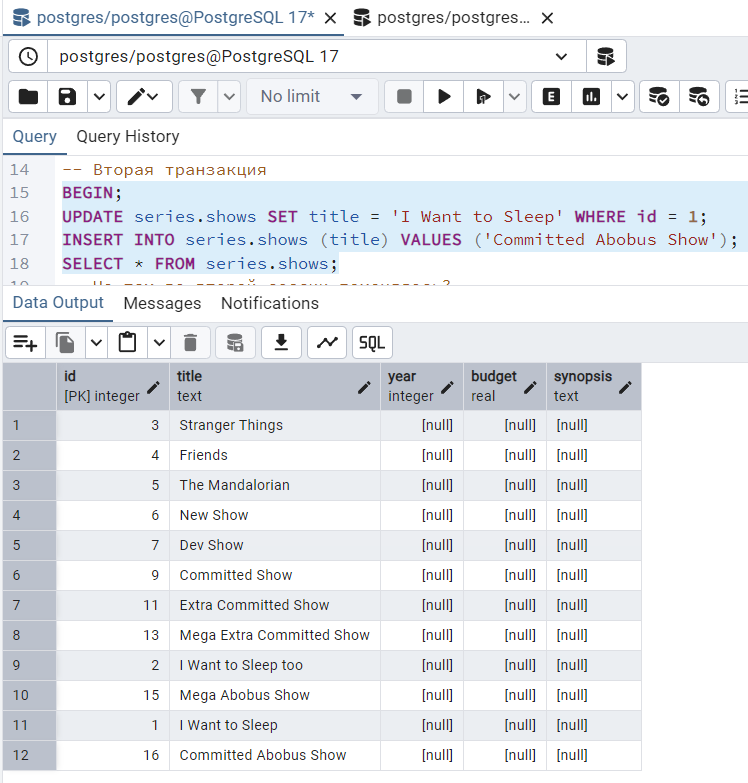 postgres/postgres@PostgreSQL 17* postgres/postgres...
postgres/postgres@PostgreSQL 17
No limit E
Query Query History
14 -- Вторая транзакция
15 BEGIN;
16 UPDATE series.shows SET title = 'I Want to Sleep' WHERE id = 1;
17 INSERT INTO series.shows (title) VALUES ('Committed Abobus Show');
18 SELECT * FROM series.shows;
Data Output Messages Notifications
SQL
id title year budget synopsis
[PK] integer text integer real text
1 3 Stranger Things [null] [null] [null]
2 4 Friends [null] [null] [null]
3 5 The Mandalorian [null] [null] [null]
4 6 New Show [null] [null] [null]
5 7 Dev Show [null] [null] [null]
6 9 Committed Show [null] [null] [null]
7 11 Extra Committed Show [null] [null] [null]
8 13 Mega Extra Committed Show [null] [null] [null]
9 2 I Want to Sleep too [null] [null] [null]
10 15 Mega Abobus Show [null] [null] [null]
11 1 I Want to Sleep [null] [null] [null]
12 16 Committed Abobus Show [null] [null] [null]